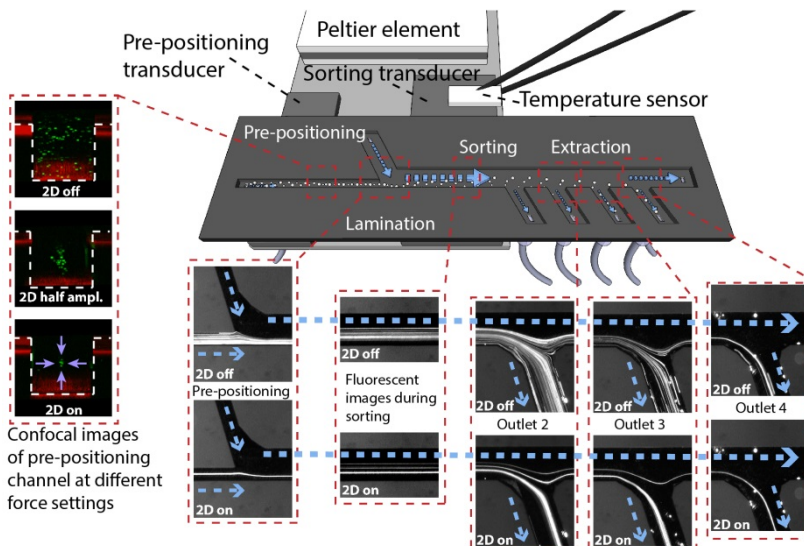 Peltier element
Pre-positioning
transducer
Sorting transducer
Temperature sensor
Pre-positioning
Sorting
Extraction
Lamination
2D off
2D half ampl.
2D on
Confocal images
of pre-positioning
channel at different
force settings
2D off
Pre-positioning
2D on
2D off
Fluorescent
images during
sorting
2D on
2D off
Outlet 2
2D on
2D off
Outlet 3
2D on
2D off
Outlet 4
2D on